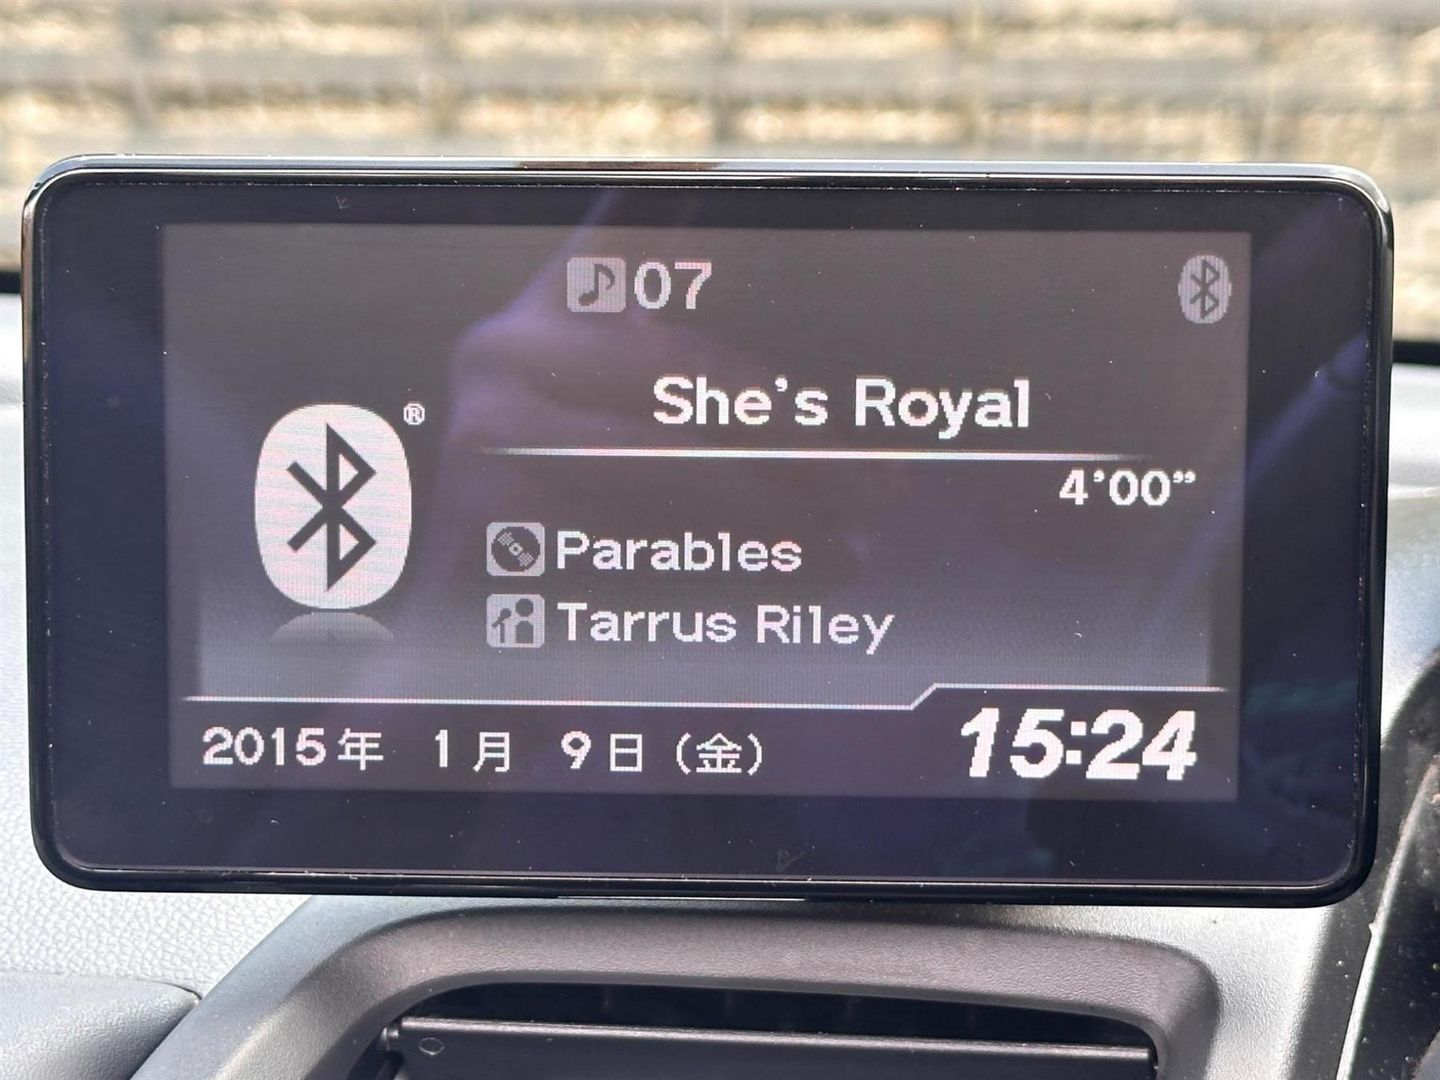 07
She's Royal
4'00"
®
Parables
Tarrus Riley
2015年 1月 9日 (金)
15:24